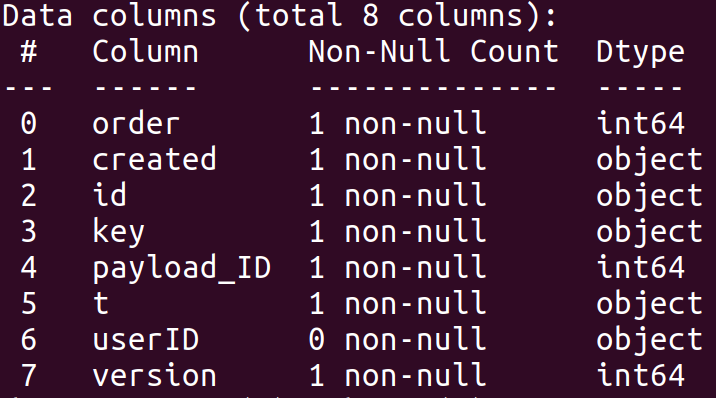 Data columns (total 8 columns):
 #   Column      Non-Null Count  Dtype
---  ------      --------------  -----
 0   order       1 non-null      int64
 1   created     1 non-null      object
 2   id          1 non-null      object
 3   key         1 non-null      object
 4   payload_ID  1 non-null      int64
 5   t           1 non-null      object
 6   userID      0 non-null      object
 7   version     1 non-null      int64